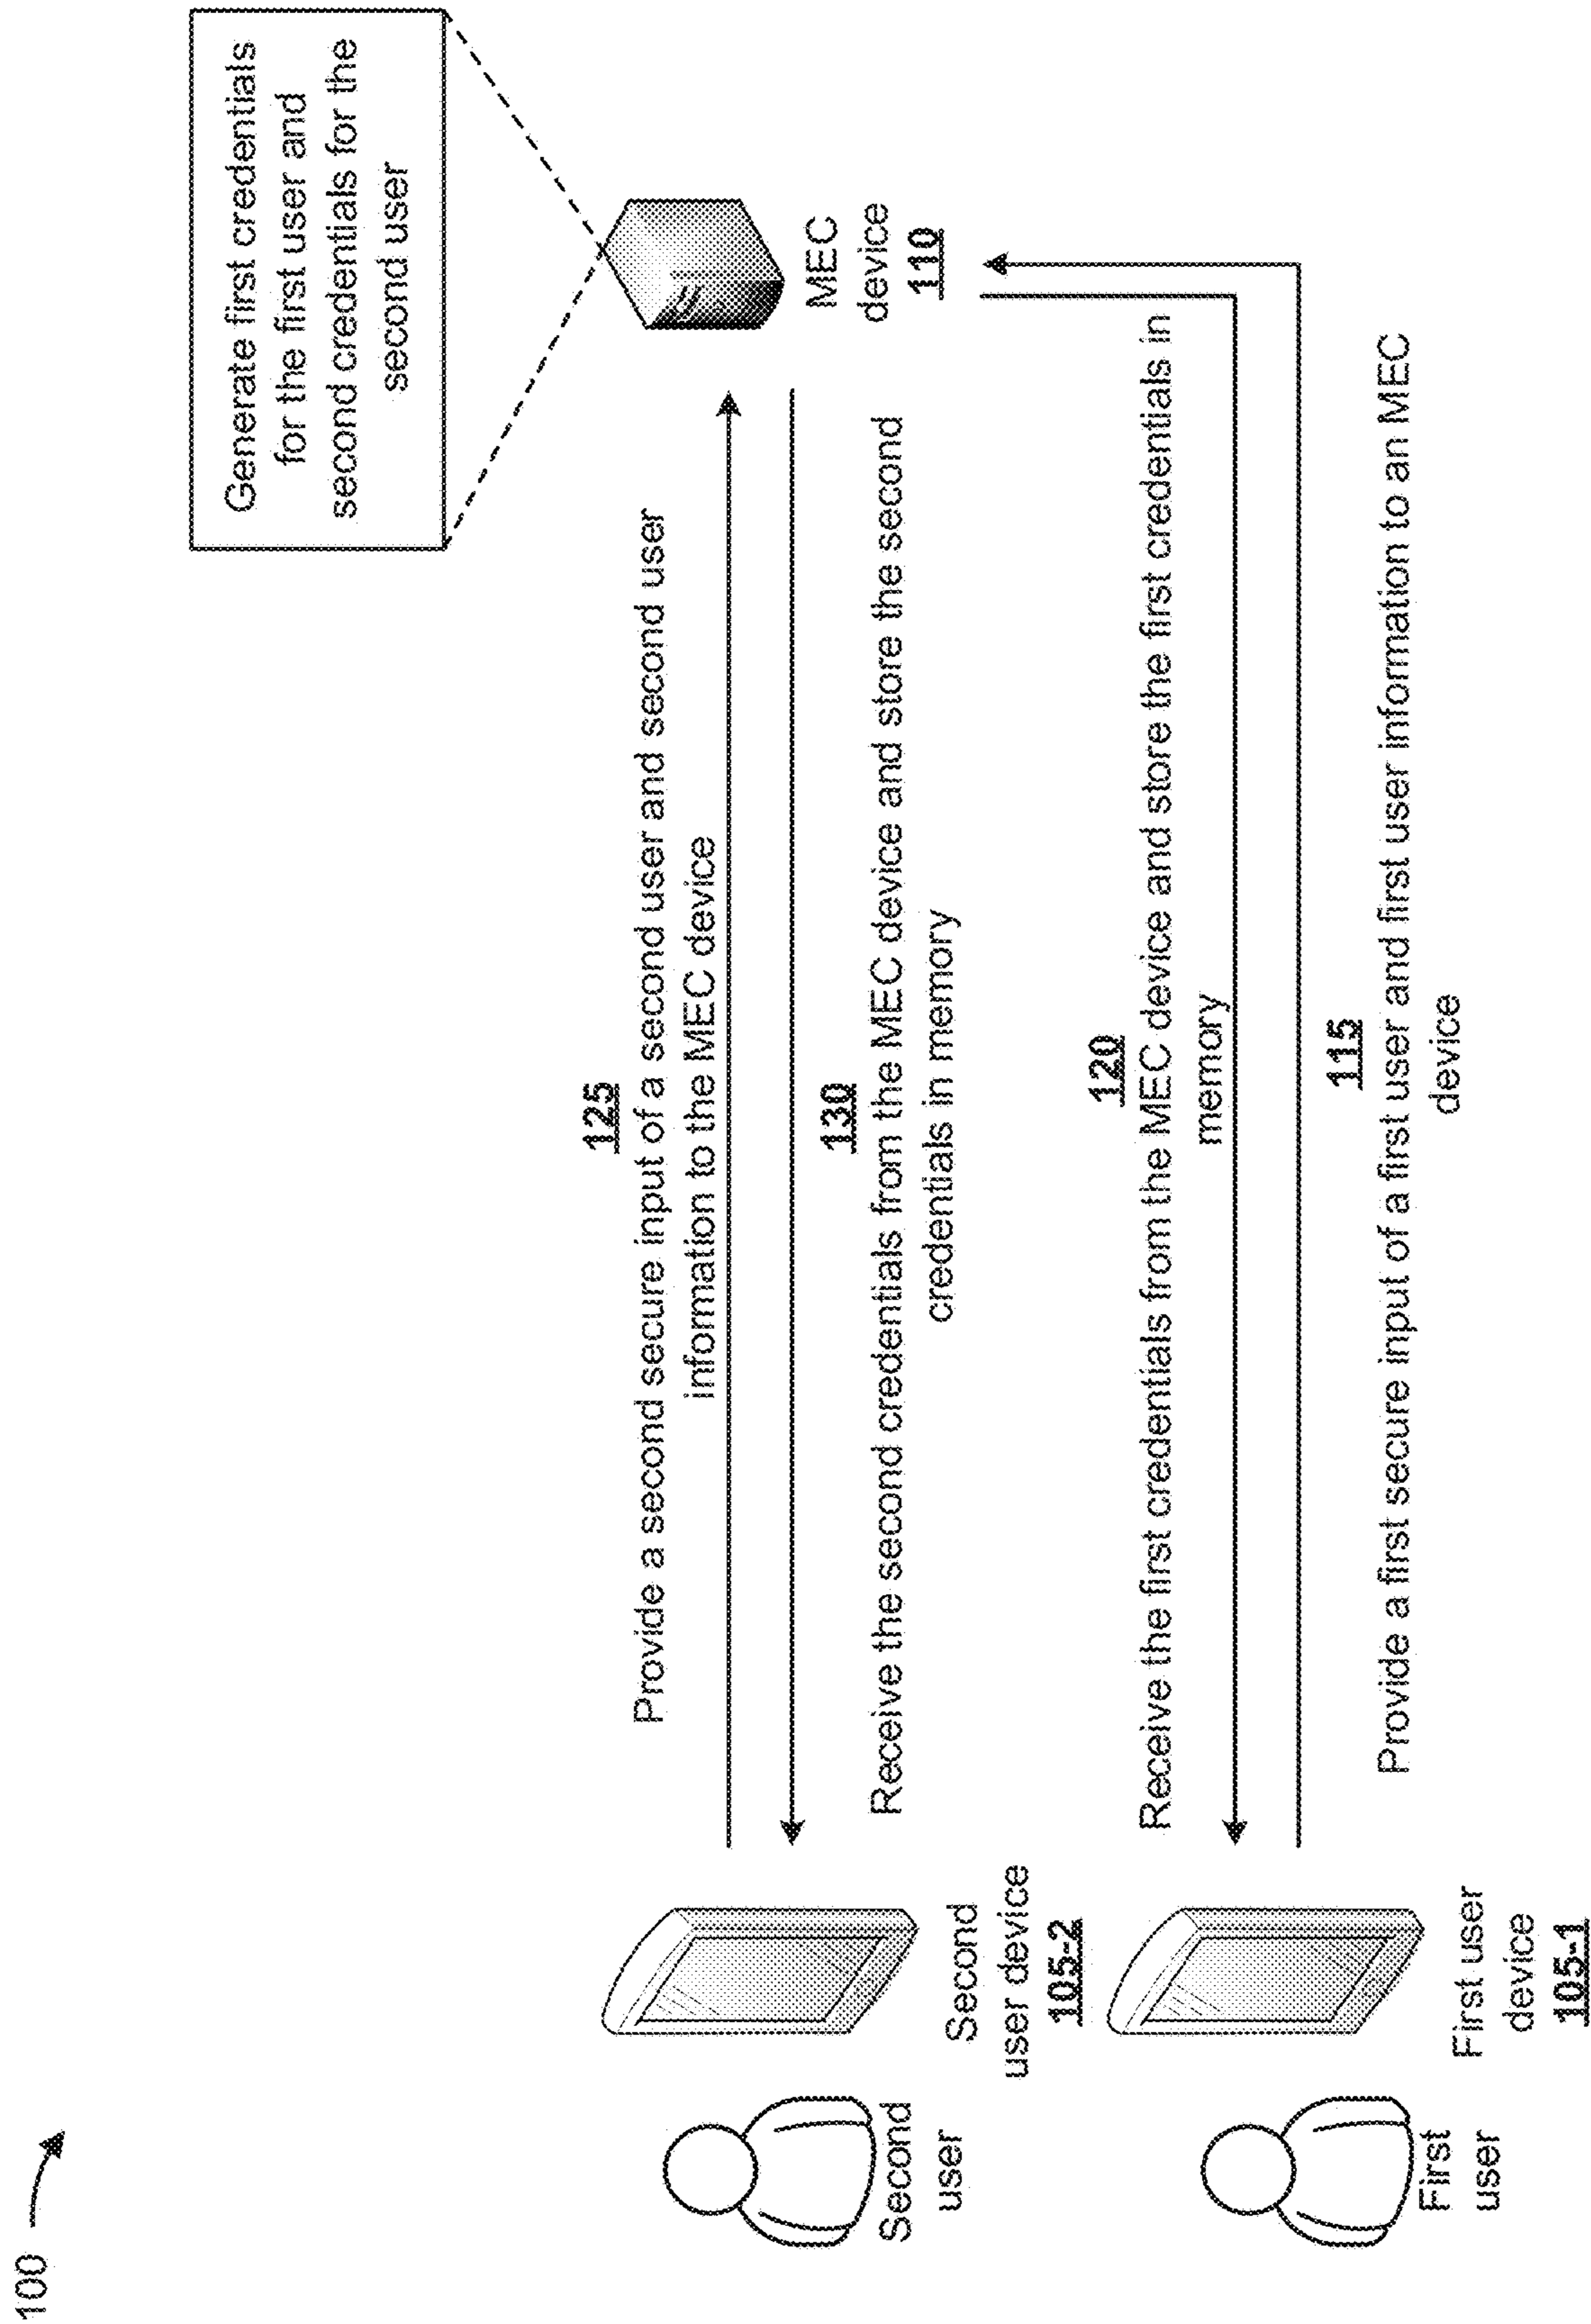 100
Generate first credentials
for the first user and
second credentials for the
second user
125
Provide a second secure input of a second user and second user
information to the MEC device
130
Receive the second credentials from the MEC device and store the second
credentials in memory
MEC
device
110
Second
user
Second
user device
105-2
120
Receive the first credentials from the MEC device and store the first credentials in
memory
115
Provide a first secure input of a first user and first user information to an MEC
device
First
user
First user
device
105-1